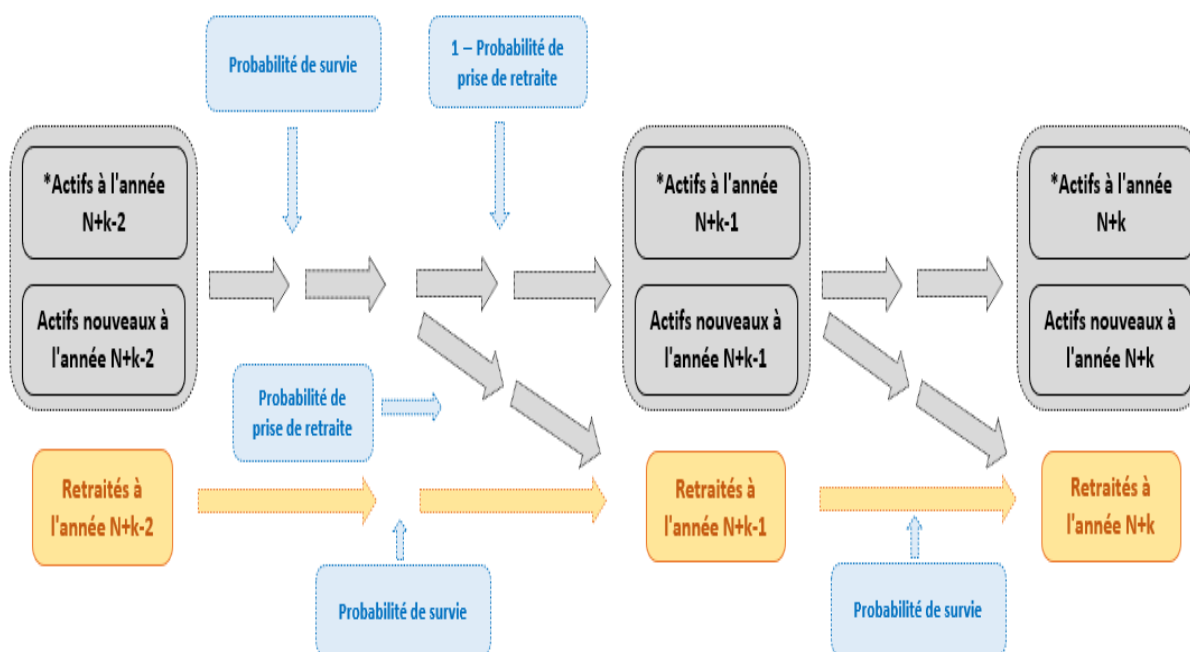 Probabilité de survie
1 – Probabilité de
prise de retraite
*Actifs à l'année
N+k-2
Actifs nouveaux à
l'année N+k-2
*Actifs à l'année
N+k-1
Actifs nouveaux à
l'année N+k-1
*Actifs à l'année
N+k
Actifs nouveaux à
l'année N+k
Probabilité de
prise de retraite
Retraités à
l'année N+k-2
Retraités à
l'année N+k-1
Retraités à
l'année N+k
Probabilité de survie
Probabilité de survie